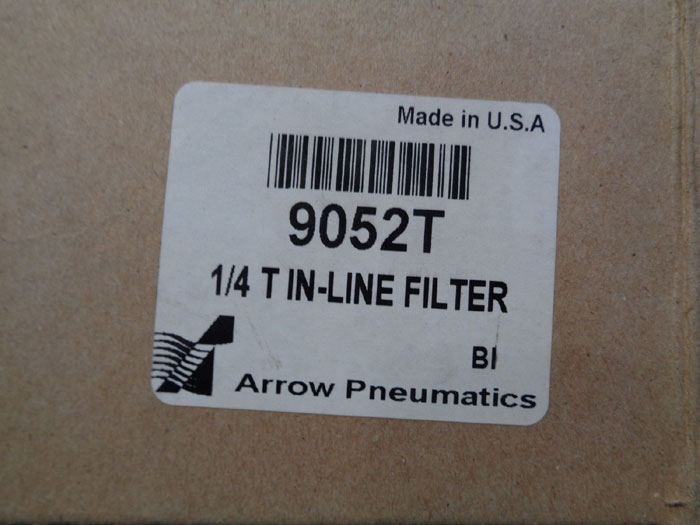 Made in U.S.A
9052T
1/4 T IN-LINE FILTER
BI
Arrow Pneumatics